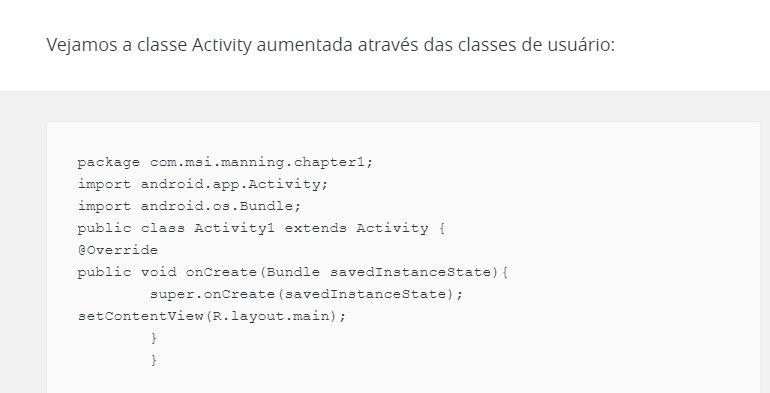 Vejamos a classe Activity aumentada através das classes de usuário:
package com.msi.manning.chapter1;
import android.app.Activity;
import android.os.Bundle;
public class Activity1 extends Activity {
@Override
public void onCreate(Bundle savedInstanceState){
super.onCreate(savedInstanceState);
setContentView(R.layout.main);
}
}